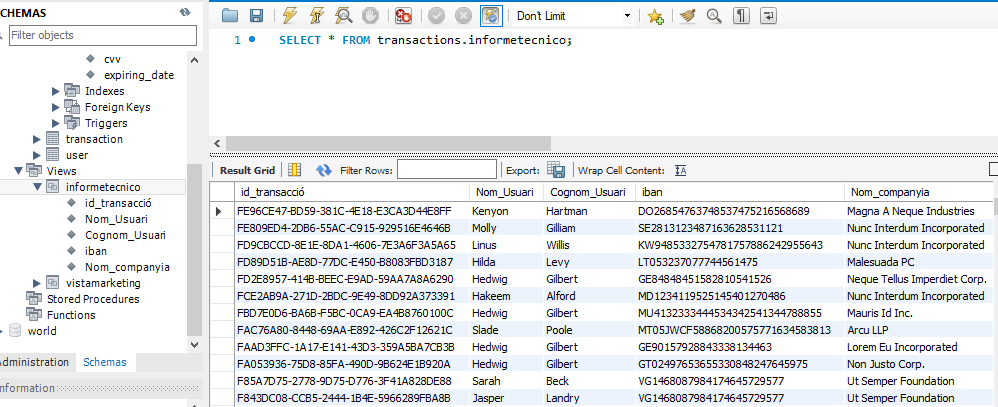 SCHEMAS
Filter objects
cvv
expiring_date
Indexes
Foreign Keys
Triggers
transaction
user
Views
informetecnico
id_transacció
Nom_Usuari
Cognom_Usuari
iban
Nom_companyia
vistamarketing
Stored Procedures
Functions
world
Administration Schemas
Information
Don't Limit
1 SELECT * FROM transactions.informetecnico;
Result Grid Filter Rows: Export: Wrap Cell Content:
id_transacció Nom_Usuari Cognom_Usuari iban Nom_companyia
FE96CE47-BD59-381C-4E18-E3CA3D44E8FF Kenyon Hartman DO26854763748537475216568689 Magna A Neque Industries
FE809ED4-2DB6-55AC-C915-929516E4646B Molly Gilliam SE2813123487163628531121 Nunc Interdum Incorporated
FD9CBCCD-8E1E-8DA1-4606-7E3A6F3A5A65 Linus Willis KW9485332754781757886242955643 Nunc Interdum Incorporated
FD89D51B-AE8D-77DC-E450-B8083FBD3187 Hilda Levy LT053237077744561475 Malesuada PC
FD2E8957-414B-BEEC-E9AD-59AA7A8A6290 Hedwig Gilbert GE84848451582810541526 Neque Tellus Imperdiet Corp.
FCE2AB9A-271D-2BDC-9E49-8DD92A373391 Hakeem Alford MD1234119525145401270486 Nunc Interdum Incorporated
FBD7E0D6-BA6B-F5BC-0CA9-EA4B8760100C Hedwig Gilbert MU4132333444534342541344788855 Mauris Id Inc.
FAC76A80-8448-69AA-E892-426C2F12621C Slade Poole MT05JWCF58868200575771634583813 Arcu LLP
FAAD3FFC-1A17-E141-43D3-359A5BA7CB3B Hedwig Gilbert GE90157928843338134463 Lorem Eu Incorporated
FA053936-75D8-85FA-490D-9B624E1B920A Hedwig Gilbert GT02497653655330848247645975 Non Justo Corp.
F85A7D75-2778-9D75-D776-3F41A828DE88 Sarah Beck VG1468087984174645729577 Ut Semper Foundation
F843DC08-CCB5-2444-1B4E-5966289FBA8B Jasper Landry VG1468087984174645729577 Ut Semper Foundation